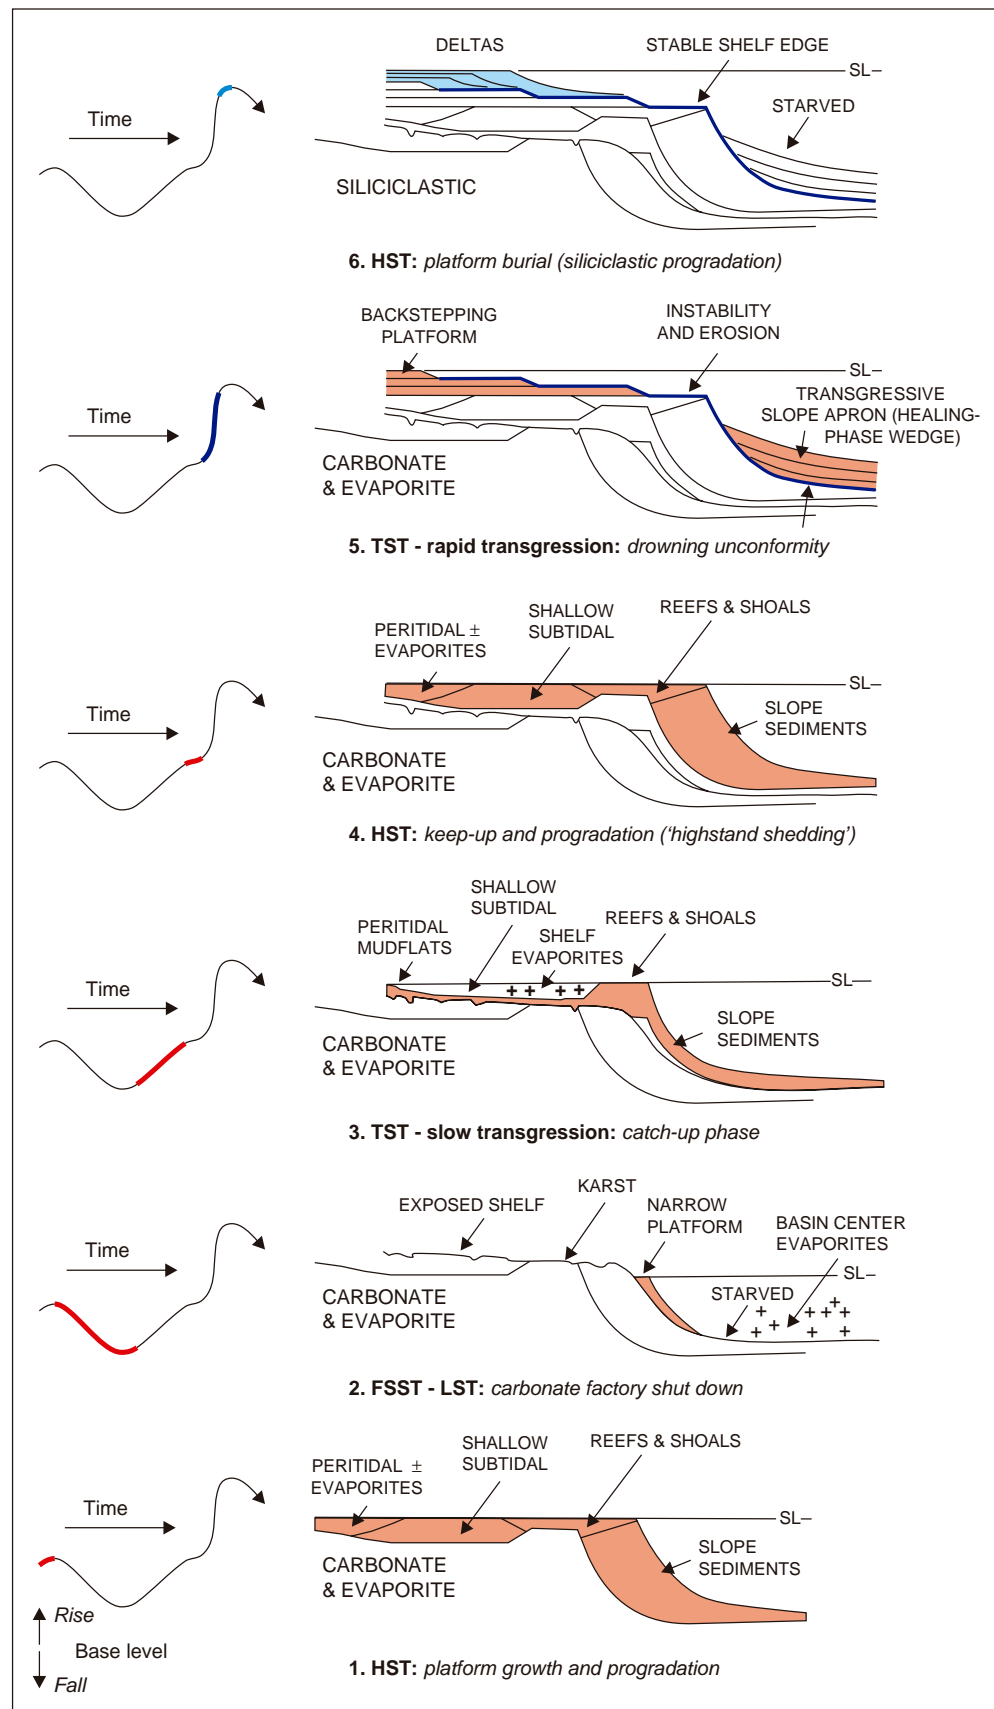 DELTAS
STABLE SHELF EDGE
SL
Time
STARVED
SILICICLASTIC
6. HST: platform burial (siliciclastic progradation)
BACKSTEPPING
PLATFORM
INSTABILITY
AND EROSION
SL
TRANSGRESSIVE
SLOPE APRON (HEALING-
PHASE WEDGE)
Time
CARBONATE
& EVAPORITE
5. TST - rapid transgression: drowning unconformity
PERITIDAL ±
EVAPORITES
SHALLOW
SUBTIDAL
REEFS & SHOALS
SL
Time
SLOPE
SEDIMENTS
CARBONATE
& EVAPORITE
4. HST: keep-up and progradation (‘highstand shedding’)
PERITIDAL
MUDFLATS
SHALLOW
SUBTIDAL
SHELF
EVAPORITES
REEFS & SHOALS
SL
Time
SLOPE
SEDIMENTS
CARBONATE
& EVAPORITE
3. TST - slow transgression: catch-up phase
EXPOSED SHELF
KARST
NARROW
PLATFORM
BASIN CENTER
EVAPORITES
SL
Time
STARVED
CARBONATE
& EVAPORITE
2. FSST - LST: carbonate factory shut down
PERITIDAL ±
EVAPORITES
SHALLOW
SUBTIDAL
REEFS & SHOALS
SL
Time
SLOPE
SEDIMENTS
CARBONATE
& EVAPORITE
Rise
Base level
Fall
1. HST: platform growth and progradation